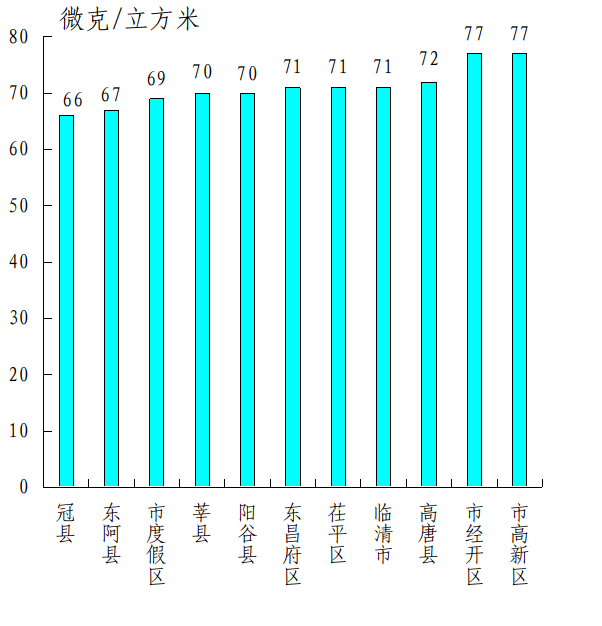 微克/立方米
80
70
60
50
40
30
20
10
0
66
67
69
70
70
71
71
71
72
77
77
冠县
东阿县
市度假区
莘县
阳谷县
东昌府区
茌平区
临清市
高唐县
市经开区
市高新区